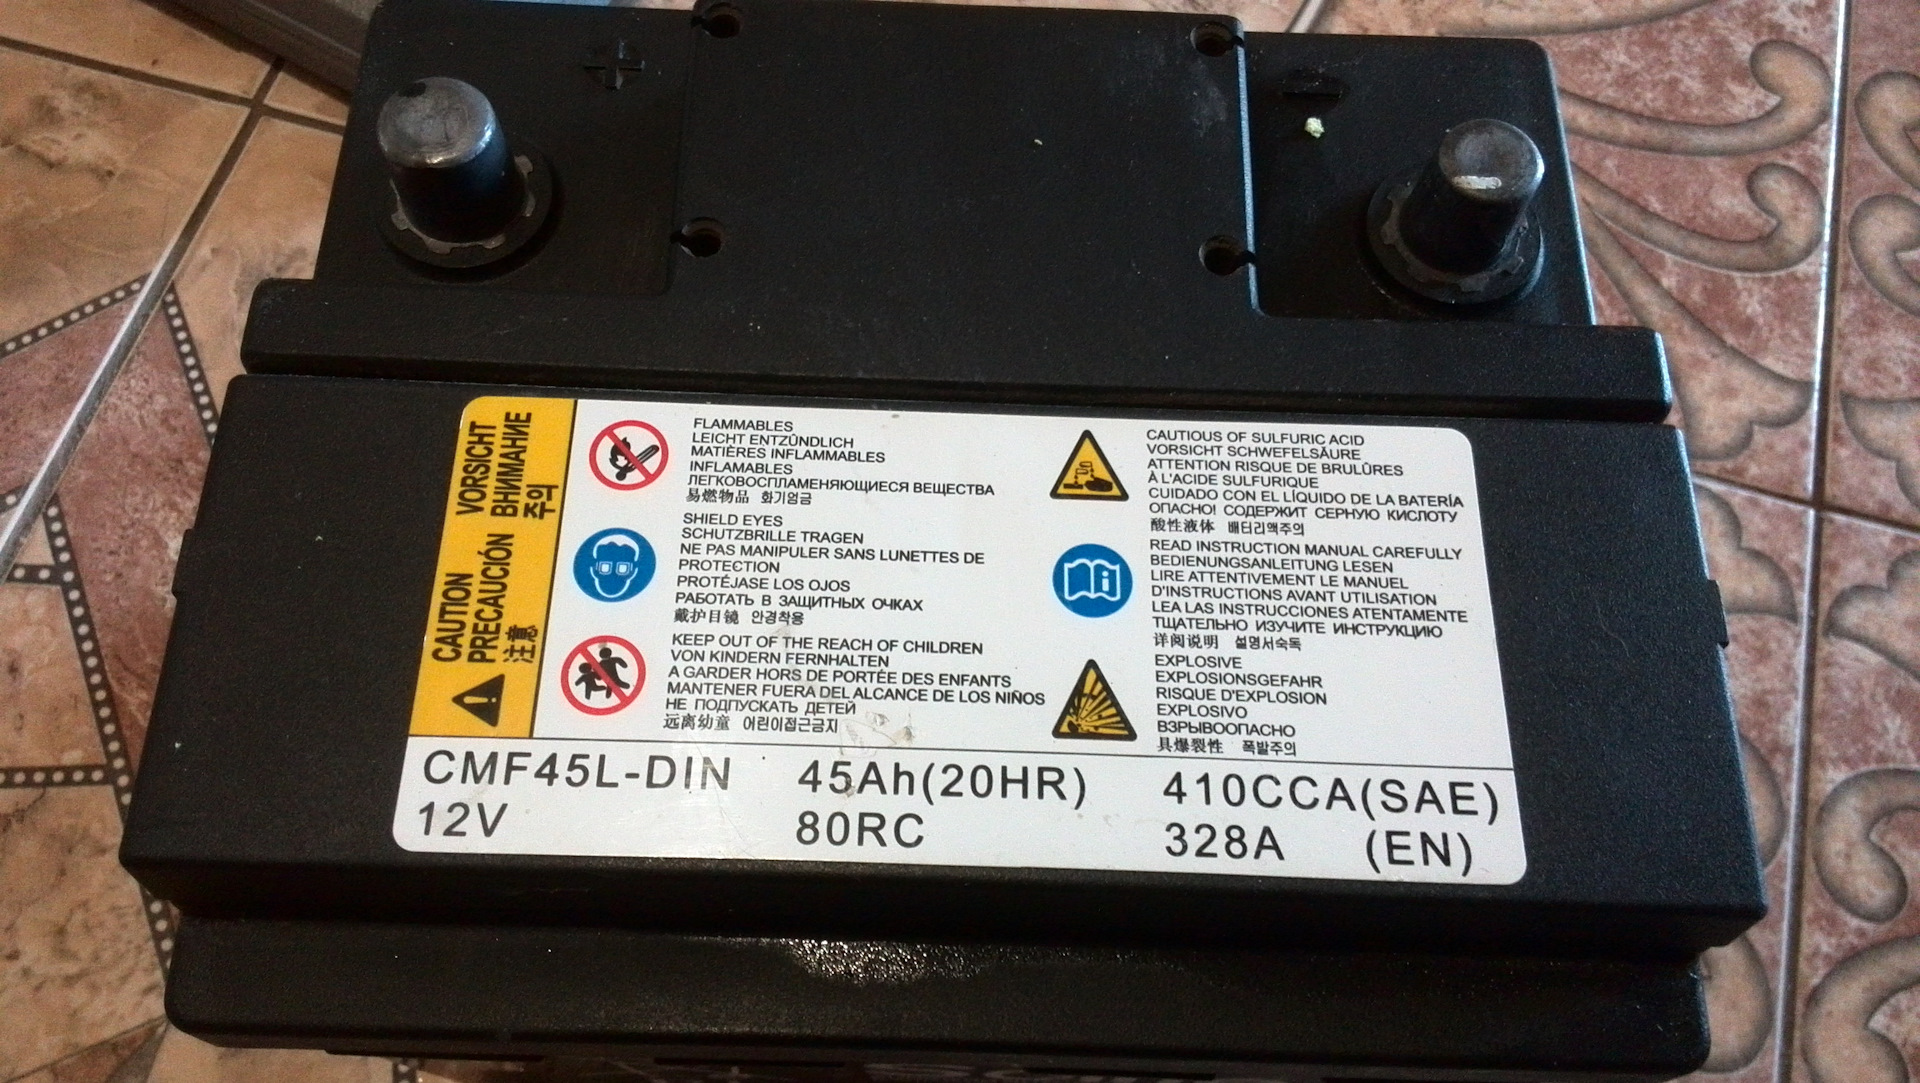 +
-
CAUTION VORSICHT
PRECAUCIÓN ВНИМАНИЕ
注意 주의
FLAMMABLES
LEICHT ENTZÛNDLICH
MATIÈRES INFLAMMABLES
INFLAMABLES
ЛЕГКОВОСПЛАМЕНЯЮЩИЕСЯ ВЕЩЕСТВА
易燃物品 화기엄금
SHIELD EYES
SCHUTZBRILLE TRAGEN
NE PAS MANIPULER SANS LUNETTES DE
PROTECTION
PROTÉJASE LOS OJOS
РАБОТАТЬ В ЗАЩИТНЫХ ОЧКАХ
戴护目镜 안경착용
KEEP OUT OF THE REACH OF CHILDREN
VON KINDERN FERNHALTEN
A GARDER HORS DE PORTÉE DES ENFANTS
MANTENER FUERA DEL ALCANCE DE LOS NIÑOS
НЕ ПОДПУСКАТЬ ДЕТЕЙ
远离幼童 어린이접근금지
CAUTIOUS OF SULFURIC ACID
VORSICHT SCHWEFELSÃURE
ATTENTION RISQUE DE BRULÛRES
À L'ACIDE SULFURIQUE
CUIDADO CON EL LÍQUIDO DE LA BATERÍA
ОПАСНО! СОДЕРЖИТ СЕРНУЮ КИСЛОТУ
酸性液体 배터리액주의
READ INSTRUCTION MANUAL CAREFULLY
BEDIENUNGSANLEITUNG LESEN
LIRE ATTENTIVEMENT LE MANUEL
D'INSTRUCTIONS AVANT UTILISATION
LEA LAS INSTRUCCIONES ATENTAMENTE
ТЩАТЕЛЬНО ИЗУЧИТЕ ИНСТРУКЦИЮ
详阅说明 설명서숙독
EXPLOSIVE
EXPLOSIONSGEFAHR
RISQUE D'EXPLOSION
EXPLOSIVO
ВЗРЫВООПАСНО
具爆裂性 폭발주의
CMF45L-DIN 45Ah(20HR) 410CCA(SAE)
12V 80RC 328A (EN)